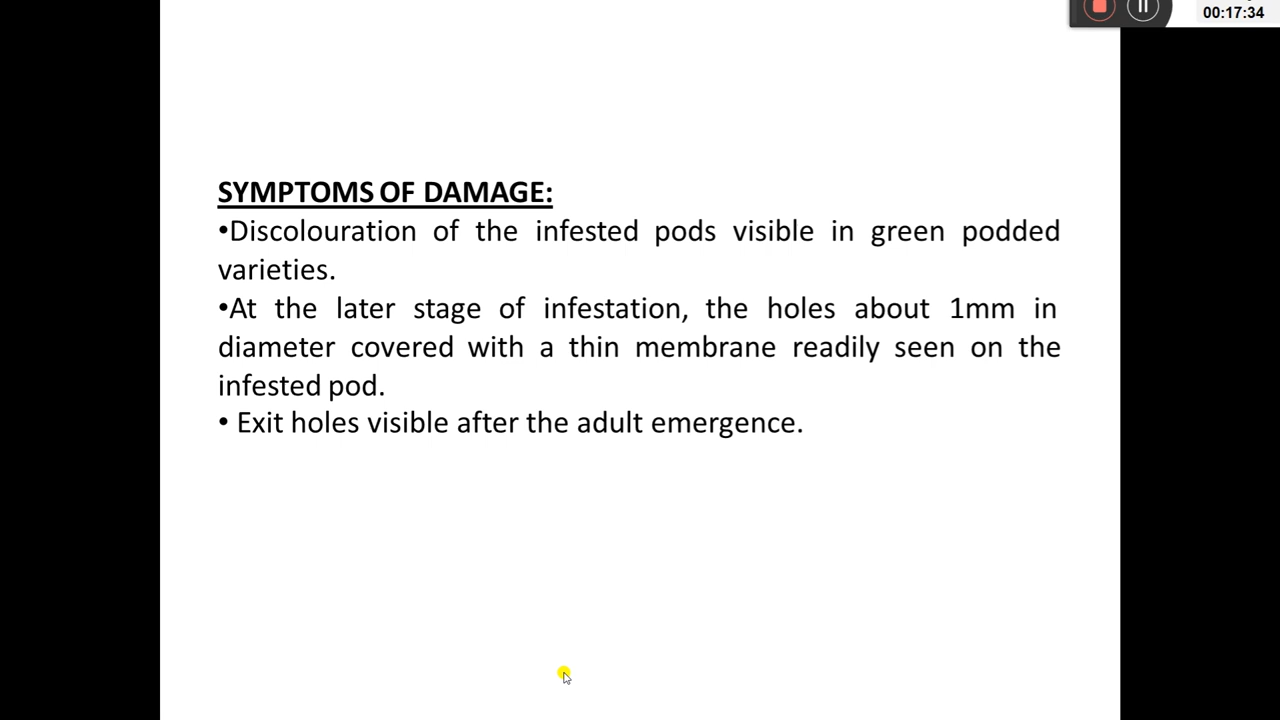 00:17:34
SYMPTOMS OF DAMAGE:
•Discolouration of the infested pods visible in green podded
varieties.
•At the later stage of infestation, the holes about 1mm in
diameter covered with a thin membrane readily seen on the
infested pod.
• Exit holes visible after the adult emergence.